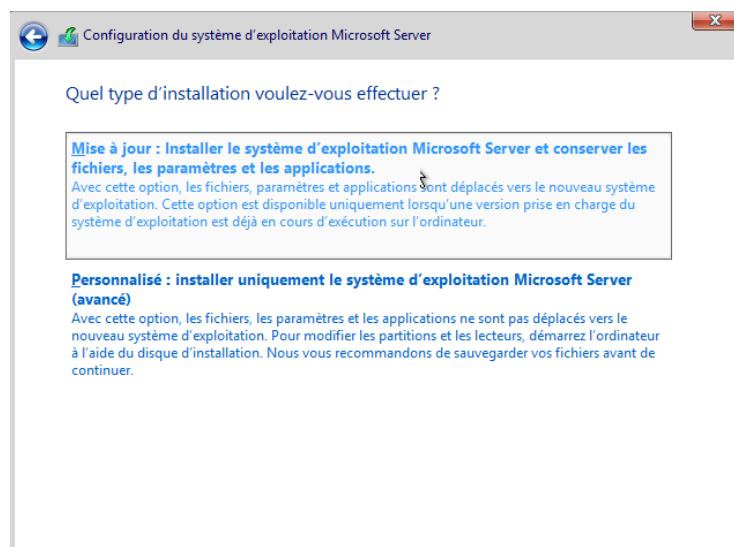 Configuration du système d'exploitation Microsoft Server
Quel type d'installation voulez-vous effectuer ?
Mise à jour : Installer le système d'exploitation Microsoft Server et conserver les
fichiers, les paramètres et les applications.
Avec cette option, les fichiers, paramètres et applications sont déplacés vers le nouveau système
d'exploitation. Cette option est disponible uniquement lorsqu'une version prise en charge du
système d'exploitation est déjà en cours d'exécution sur l'ordinateur.
Personnalisé : installer uniquement le système d'exploitation Microsoft Server
(avancé)
Avec cette option, les fichiers, les paramètres et les applications ne sont pas déplacés vers le
nouveau système d'exploitation. Pour modifier les partitions et les lecteurs, démarrez l'ordinateur
à l'aide du disque d'installation. Nous vous recommandons de sauvegarder vos fichiers avant de
continuer.